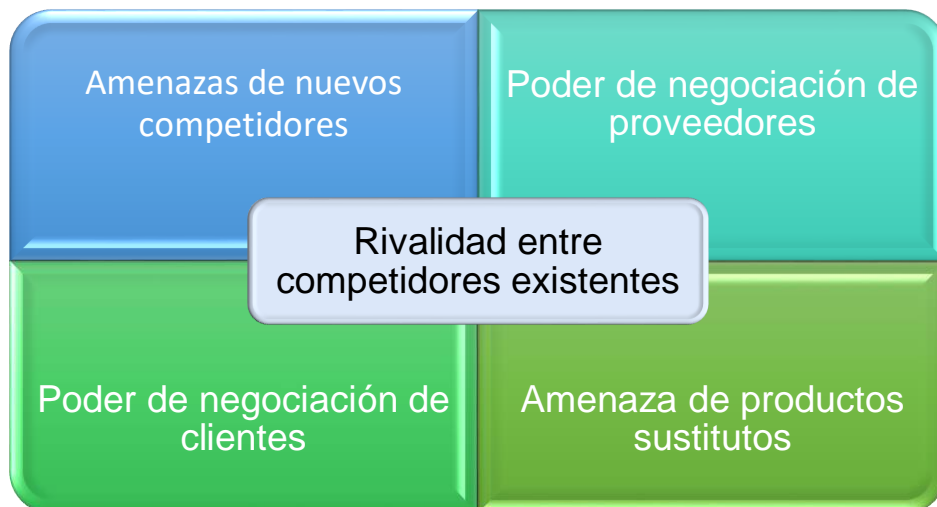 Amenazas de nuevos
competidores
Poder de negociación de
proveedores
Rivalidad entre
competidores existentes
Poder de negociación de
clientes
Amenaza de productos
sustitutos